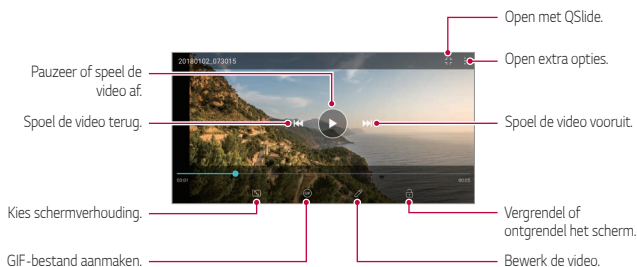 Open met QSlide.
20180102_073015
Open extra opties.
Pauzeer of speel de
video af.
Spoel de video terug.
Spoel de video vooruit.
00:01
00:05
Kies schermverhouding.
GIF
Vergrendel of
ontgrendel het scherm.
GIF-bestand aanmaken.
Bewerk de video.